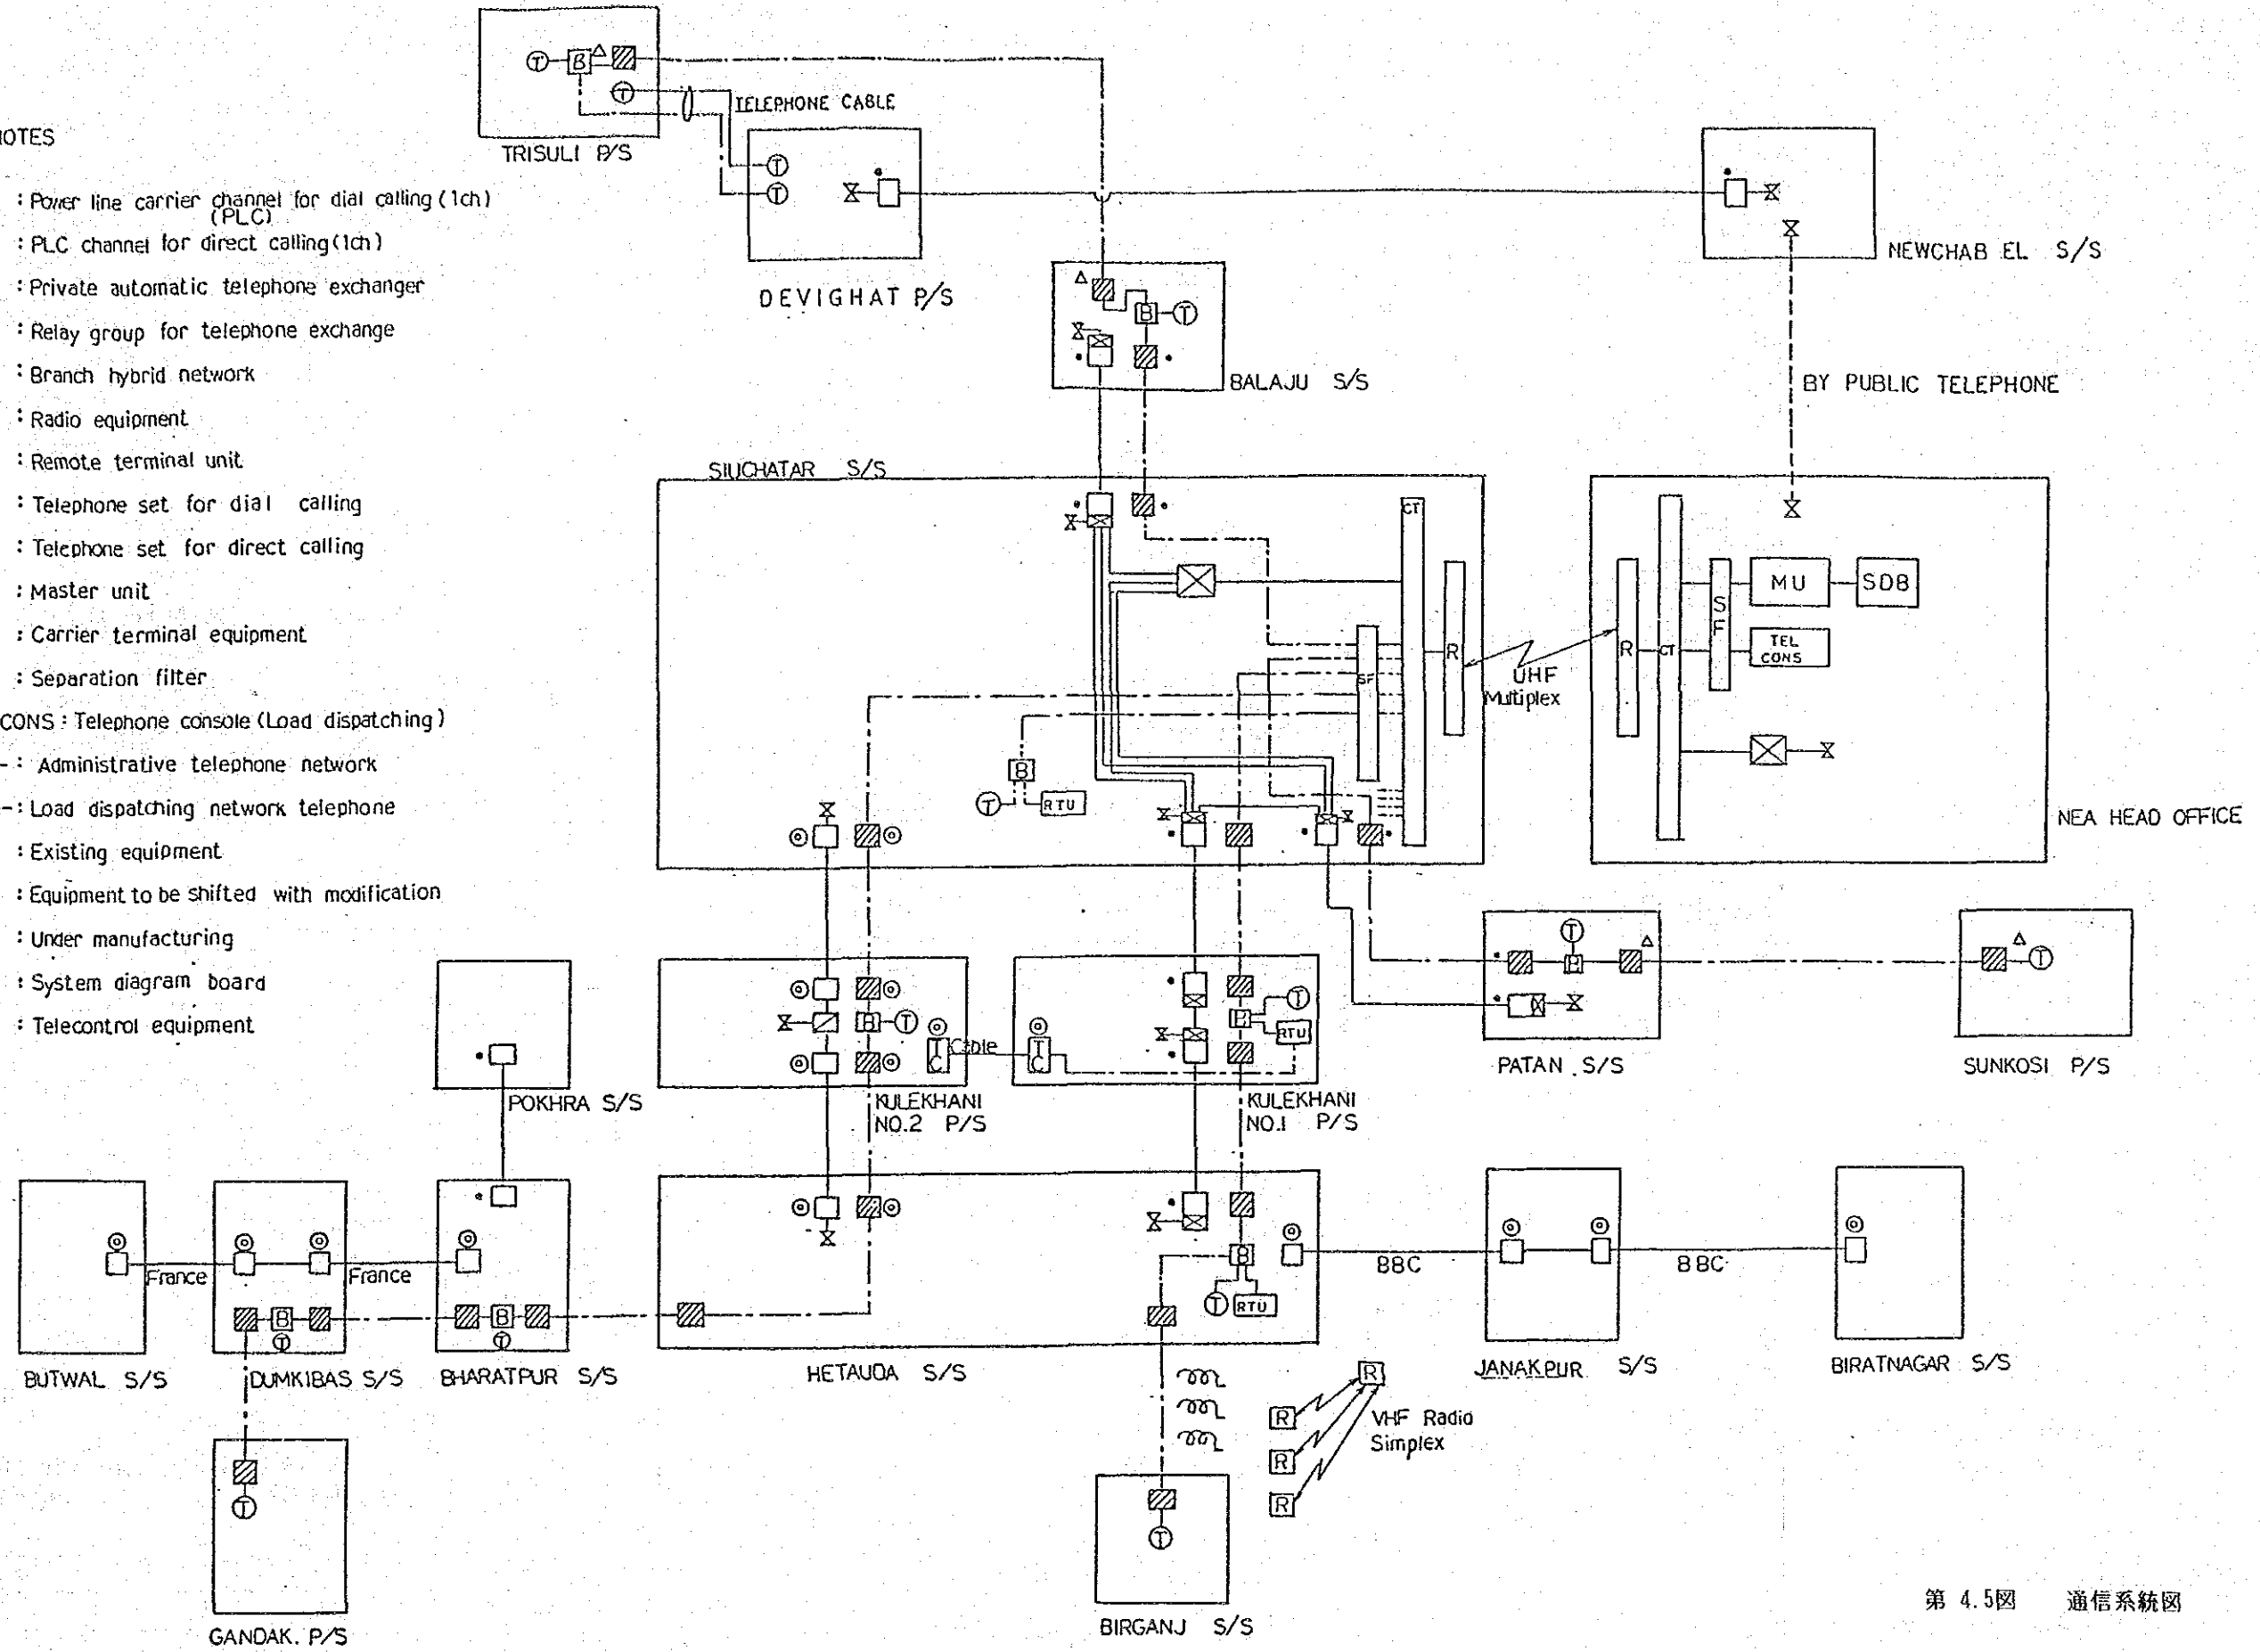 NOTES
: Power line carrier channel for dial calling (1ch)
(PLC)
: PLC channel for direct calling (1ch)
: Private automatic telephone exchanger
: Relay group for telephone exchange
: Branch hybrid network
: Radio equipment
: Remote terminal unit
: Telephone set for dial calling
: Telephone set for direct calling
: Master unit
: Carrier terminal equipment
: Separation filter
CONS : Telephone console (Load dispatching)
-: Administrative telephone network
-: Load dispatching network telephone
: Existing equipment
: Equipment to be shifted with modification
: Under manufacturing
: System diagram board
: Telecontrol equipment
T
B
T
TELEPHONE CABLE
TRISULI P/S
T
T
DEVIGHAT P/S
NEWCHAB EL S/S
B
T
BALAJU S/S
BY PUBLIC TELEPHONE
SIUCHATAR S/S
CT
R
SF
B
T
RTU
UHF
Multiplex
R
CT
SF
MU
SDB
TEL
CONS
NEA HEAD OFFICE
B
T
TC
Cable
KULEKHANI
NO.2 P/S
TC
B
T
RTU
KULEKHANI
NO.1 P/S
T
B
PATAN S/S
T
SUNKOSI P/S
POKHRA S/S
France
France
BUTWAL S/S
B
T
DUMKIBAS S/S
B
T
BHARATPUR S/S
B
T
RTU
HETAUDA S/S
BBC
BBC
JANAKPUR S/S
BIRATNAGAR S/S
R
R
R
R
VHF Radio
Simplex
T
GANDAK. P/S
T
BIRGANJ S/S
第 4.5図 通信系統図